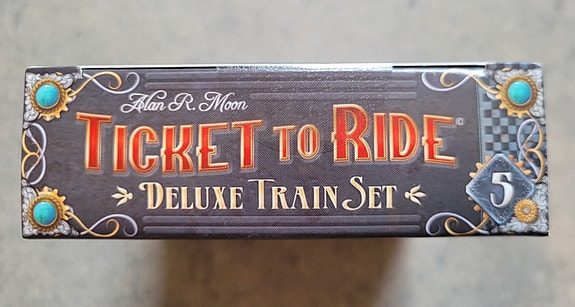 Alan R. Moon
TICKET TO RIDE©
DELUXE TRAIN SET
5